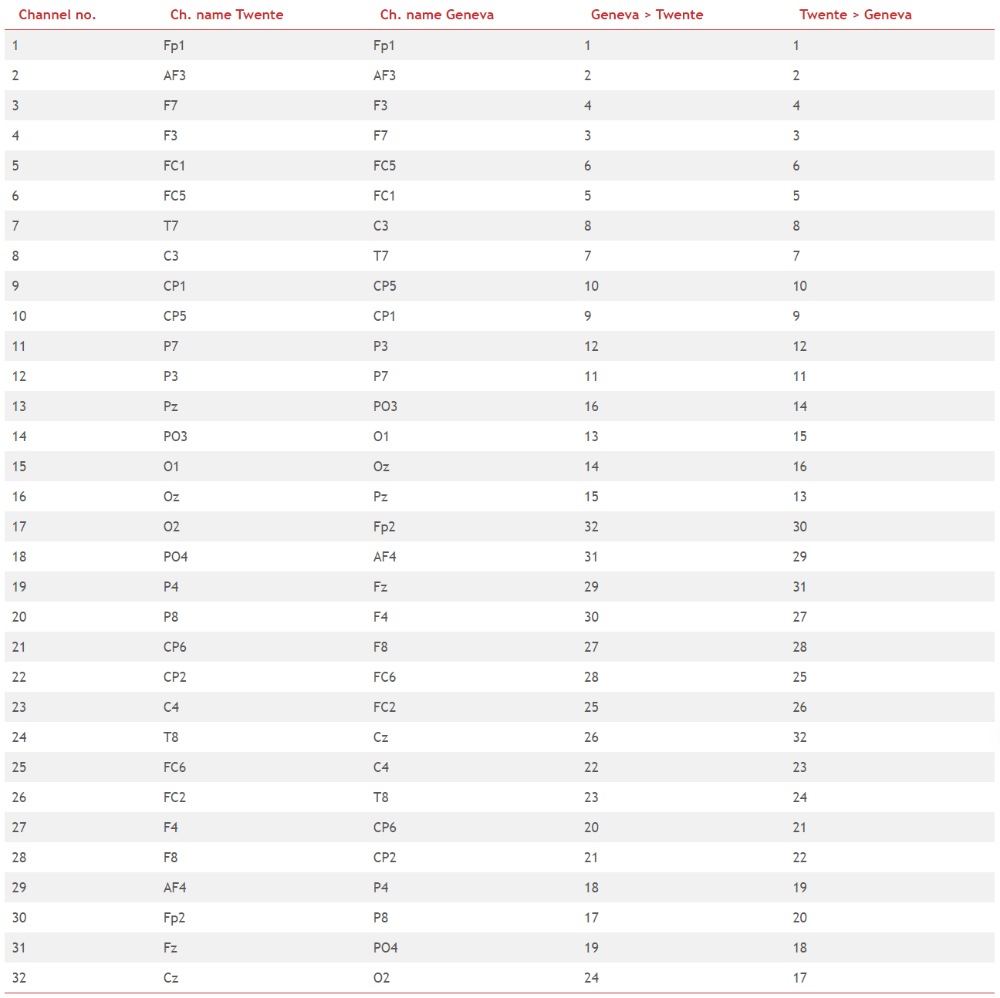 Channel no. Ch. name Twente Ch. name Geneva Geneva > Twente Twente > Geneva
1 Fp1 Fp1 1 1
2 AF3 AF3 2 2
3 F7 F3 4 4
4 F3 F7 3 3
5 FC1 FC5 6 6
6 FC5 FC1 5 5
7 T7 C3 8 8
8 C3 T7 7 7
9 CP1 CP5 10 10
10 CP5 CP1 9 9
11 P7 P3 12 12
12 P3 P7 11 11
13 Pz PO3 16 14
14 PO3 O1 13 15
15 O1 Oz 14 16
16 Oz Pz 15 13
17 O2 Fp2 32 30
18 PO4 AF4 31 29
19 P4 Fz 29 31
20 P8 F4 30 27
21 CP6 F8 27 28
22 CP2 FC6 28 25
23 C4 FC2 25 26
24 T8 Cz 26 32
25 FC6 C4 22 23
26 FC2 T8 23 24
27 F4 CP6 20 21
28 F8 CP2 21 22
29 AF4 P4 18 19
30 Fp2 P8 17 20
31 Fz PO4 19 18
32 Cz O2 24 17